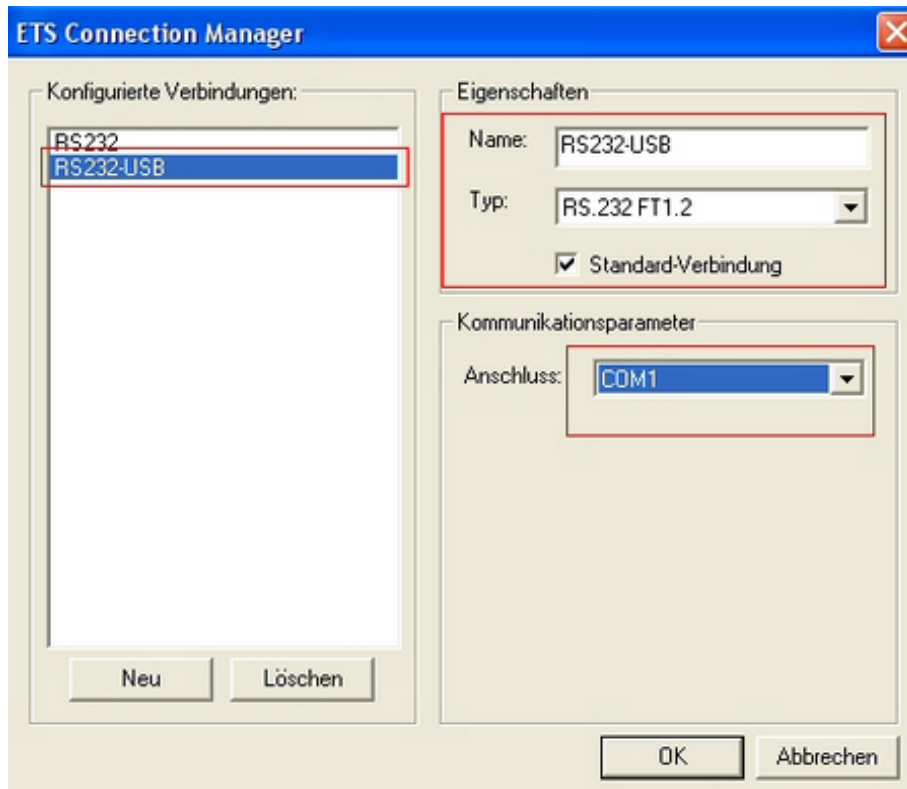 ETS Connection Manager
Konfigurierte Verbindungen:
RS232
RS232-USB
Neu
Löschen
Eigenschaften
Name:
RS232-USB
Typ:
RS.232 FT1.2
Standard-Verbindung
Kommunikationsparameter
Anschluss:
COM1
OK
Abbrechen